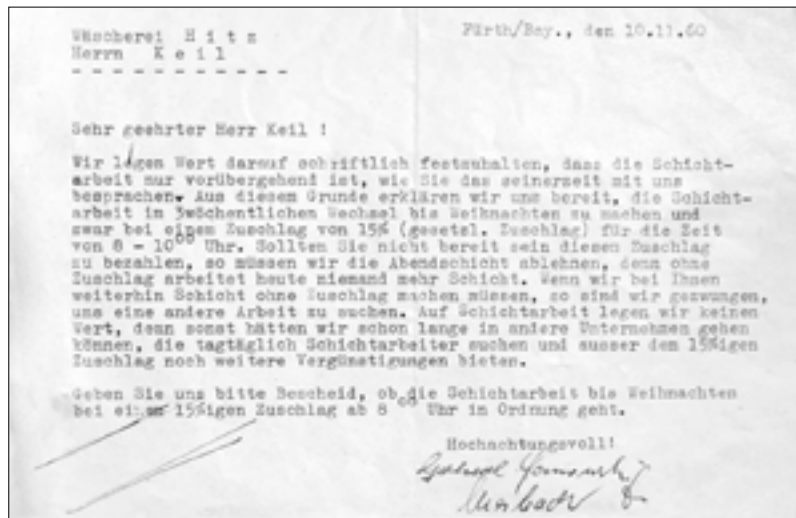 Wäscherei H i t z
Herrn K e i l
- - - - - - - - - - -
Fürth/Bay., den 10.11.60
Sehr geehrter Herr Keil !
Wir legen Wert darauf schriftlich festzuhalten, dass die Schicht-
arbeit nur vorübergehend ist, wie Sie das seinerzeit mit uns
besprachen. Aus diesem Grunde erklären wir uns bereit, die Schicht-
arbeit im 3wöchentlichen Wechsel bis Weihnachten zu machen und
zwar bei einem Zuschlag von 15% (gesetzl. Zuschlag) für die Zeit
von 8 - 10⁰⁰ Uhr. Sollten Sie nicht bereit sein diesen Zuschlag
zu bezahlen, so müssen wir die Abendschicht ablehnen, denn ohne
Zuschlag arbeitet heute niemand mehr Schicht. Wenn wir bei Ihnen
weiterhin Schicht ohne Zuschlag machen müssen, so sind wir gezwungen,
uns eine andere Arbeit zu suchen. Auf Schichtarbeit legen wir keinen
Wert, denn sonst hätten wir schon lange in andere Unternehmen gehen
können, die tagtäglich Schichtarbeiter suchen und ausser dem 15%igen
Zuschlag noch weitere Vergünstigungen bieten.
Geben Sie uns bitte Bescheid, ob die Schichtarbeit bis Weihnachten
bei einem 15%igen Zuschlag ab 8⁰⁰ Uhr in Ordnung geht.
Hochachtungsvoll!